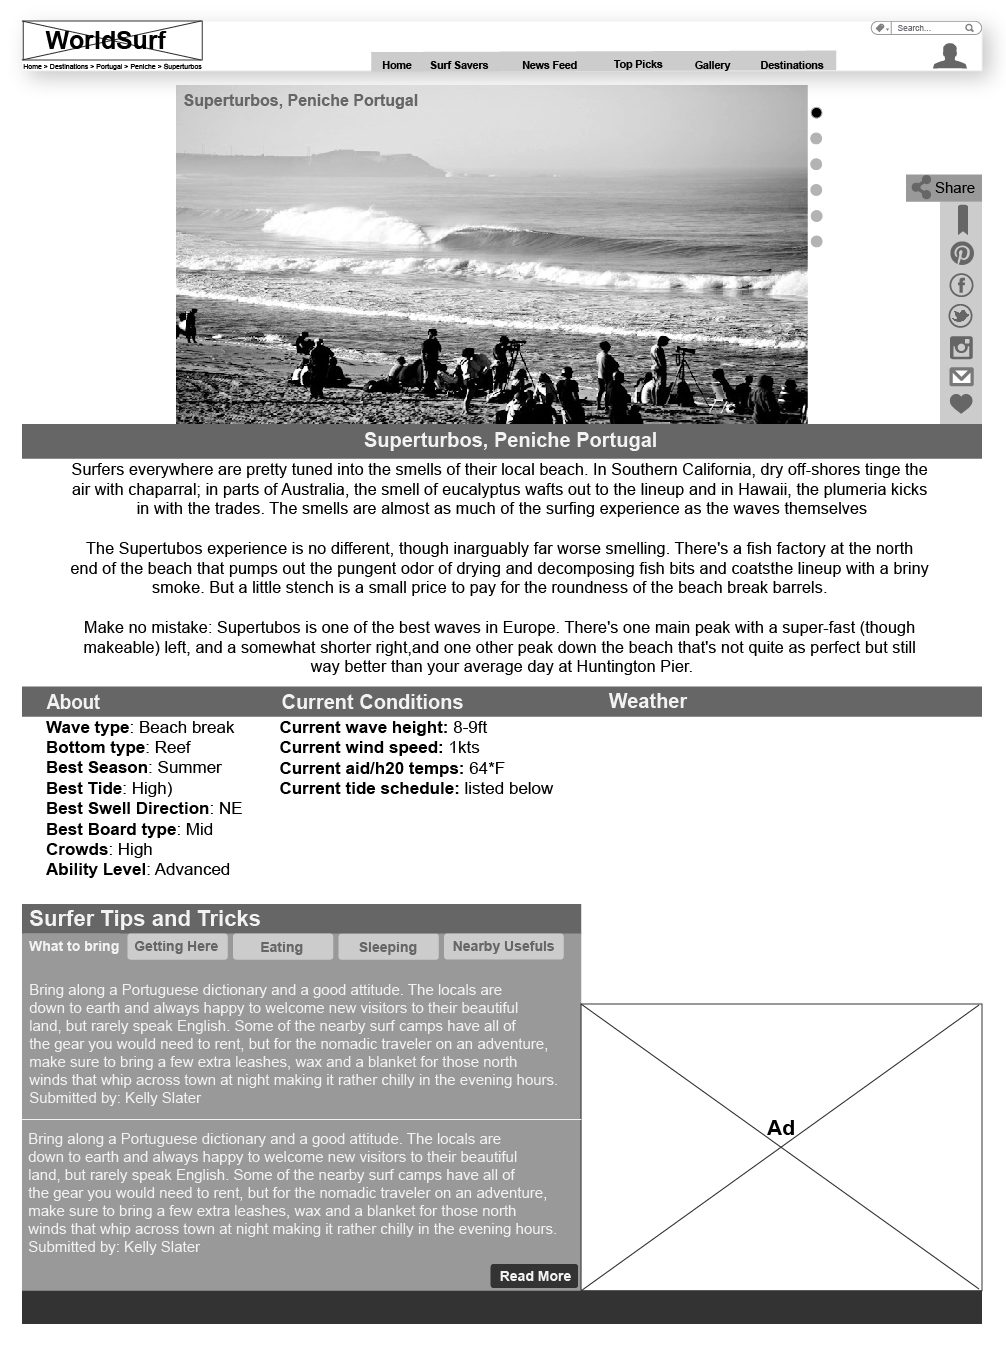 WorldSurf
Home > Destinations > Portugal > Peniche > Superturbos
Search...
Home Surf Savers News Feed Top Picks Gallery Destinations
Superturbos, Peniche Portugal
Share
Superturbos, Peniche Portugal
Surfers everywhere are pretty tuned into the smells of their local beach. In Southern California, dry off-shores tinge the
air with chaparral; in parts of Australia, the smell of eucalyptus wafts out to the lineup and in Hawaii, the plumeria kicks
in with the trades. The smells are almost as much of the surfing experience as the waves themselves
The Supertubos experience is no different, though inarguably far worse smelling. There's a fish factory at the north
end of the beach that pumps out the pungent odor of drying and decomposing fish bits and coatsthe lineup with a briny
smoke. But a little stench is a small price to pay for the roundness of the beach break barrels.
Make no mistake: Supertubos is one of the best waves in Europe. There's one main peak with a super-fast (though
makeable) left, and a somewhat shorter right,and one other peak down the beach that's not quite as perfect but still
way better than your average day at Huntington Pier.
About
Wave type: Beach break
Bottom type: Reef
Best Season: Summer
Best Tide: High)
Best Swell Direction: NE
Best Board type: Mid
Crowds: High
Ability Level: Advanced
Current Conditions
Current wave height: 8-9ft
Current wind speed: 1kts
Current aid/h20 temps: 64*F
Current tide schedule: listed below
Weather
Surfer Tips and Tricks
What to bring Getting Here Eating Sleeping Nearby Usefuls
Bring along a Portuguese dictionary and a good attitude. The locals are
down to earth and always happy to welcome new visitors to their beautiful
land, but rarely speak English. Some of the nearby surf camps have all of
the gear you would need to rent, but for the nomadic traveler on an adventure,
make sure to bring a few extra leashes, wax and a blanket for those north
winds that whip across town at night making it rather chilly in the evening hours.
Submitted by: Kelly Slater
Bring along a Portuguese dictionary and a good attitude. The locals are
down to earth and always happy to welcome new visitors to their beautiful
land, but rarely speak English. Some of the nearby surf camps have all of
the gear you would need to rent, but for the nomadic traveler on an adventure,
make sure to bring a few extra leashes, wax and a blanket for those north
winds that whip across town at night making it rather chilly in the evening hours.
Submitted by: Kelly Slater
Read More
Ad